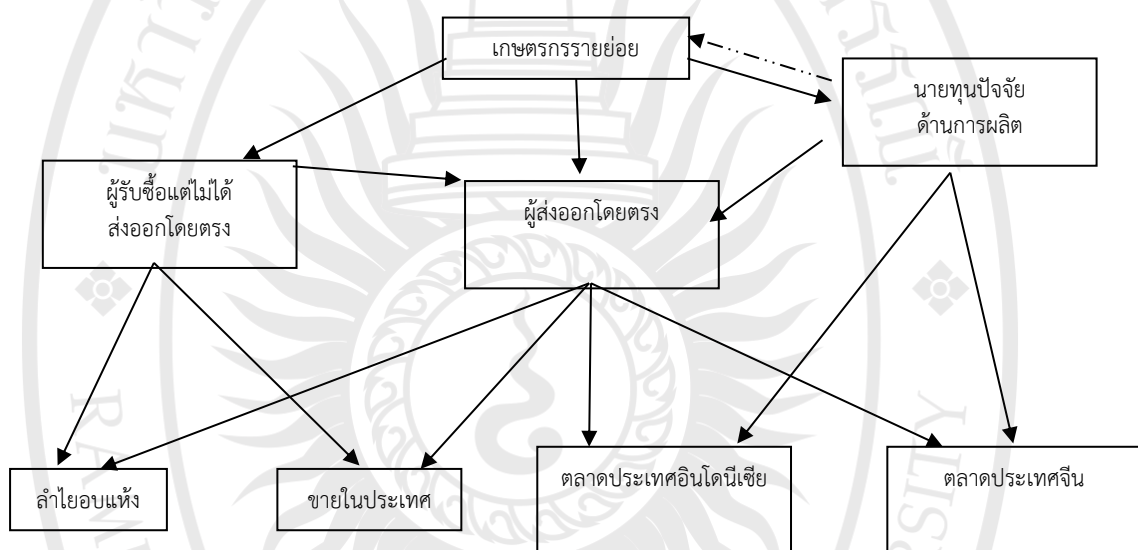 เกษตรกรรายย่อย
นายทุนปัจจัย
ด้านการผลิต
ผู้รับซื้อแต่ไม่ได้
ส่งออกโดยตรง
ผู้ส่งออกโดยตรง
ลำไยอบแห้ง
ขายในประเทศ
ตลาดประเทศอินโดนีเซีย
ตลาดประเทศจีน